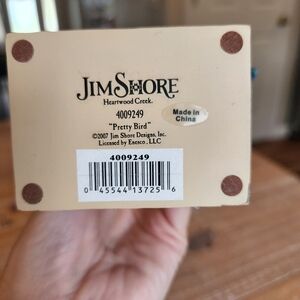 JIM SHORE
Heartwood Creek.
4009249
Made in
China
"Pretty Bird"
©2007 Jim Shore Designs, Inc.
Licensed by Enesco, LLC
4009249
0 45544 13725 6